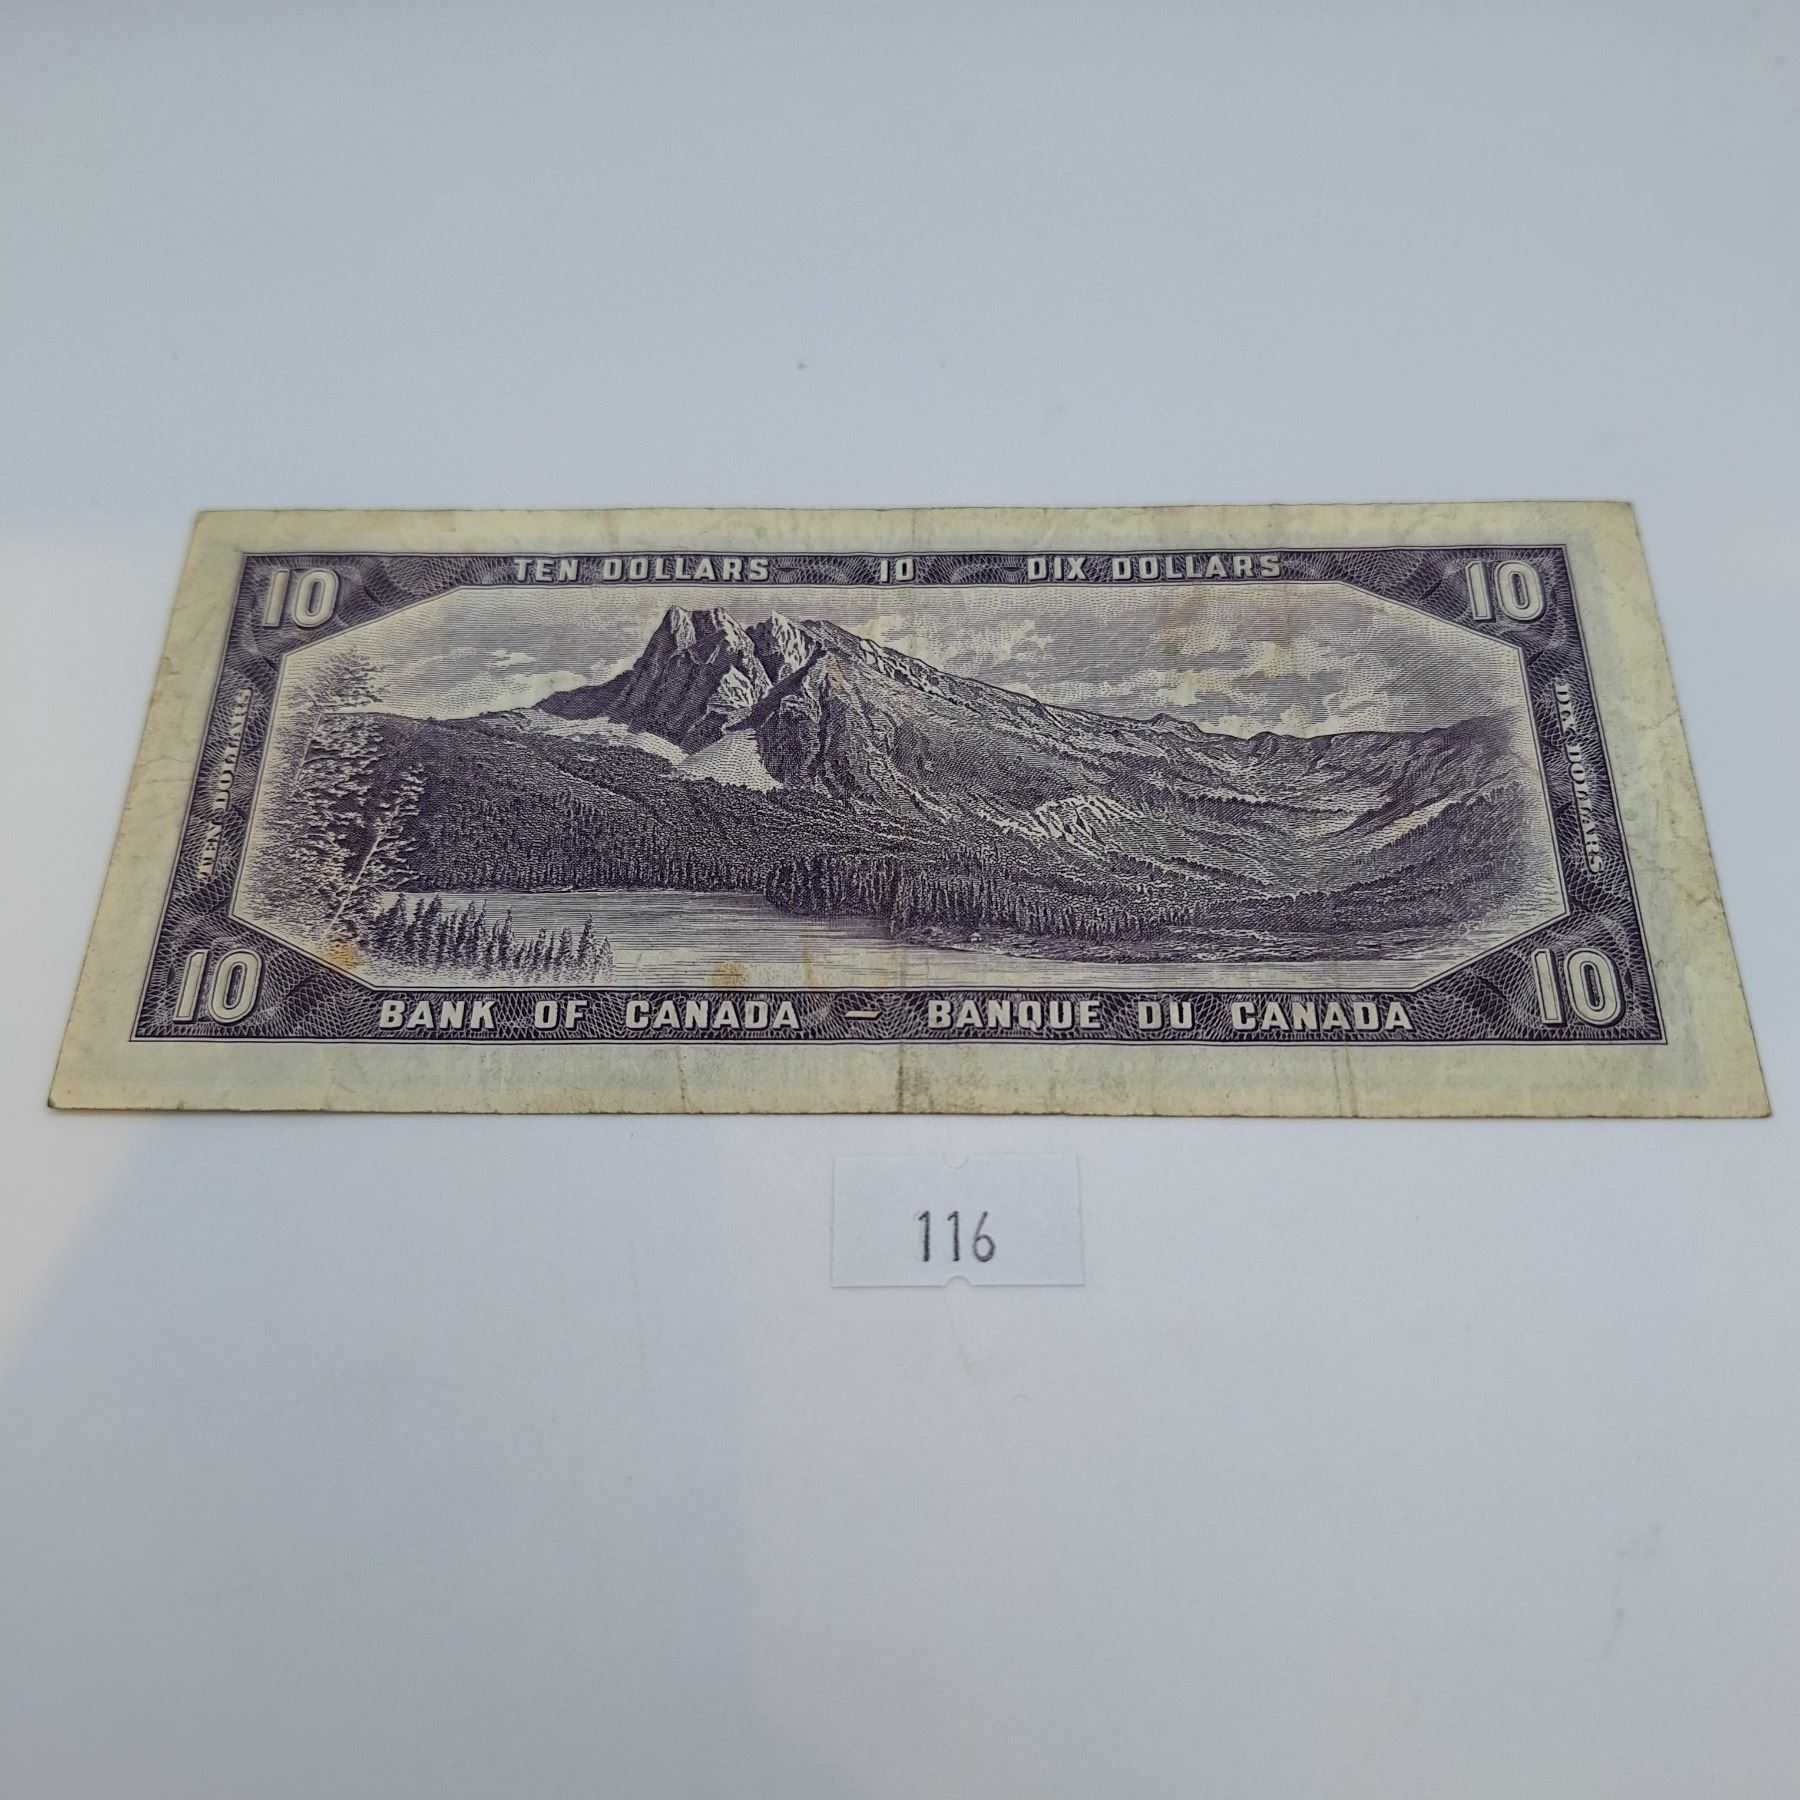 TEN DOLLARS 10 DIX DOLLARS
10 10
TEN DOLLARS
DIX DOLLARS
10 10
BANK OF CANADA — BANQUE DU CANADA
116